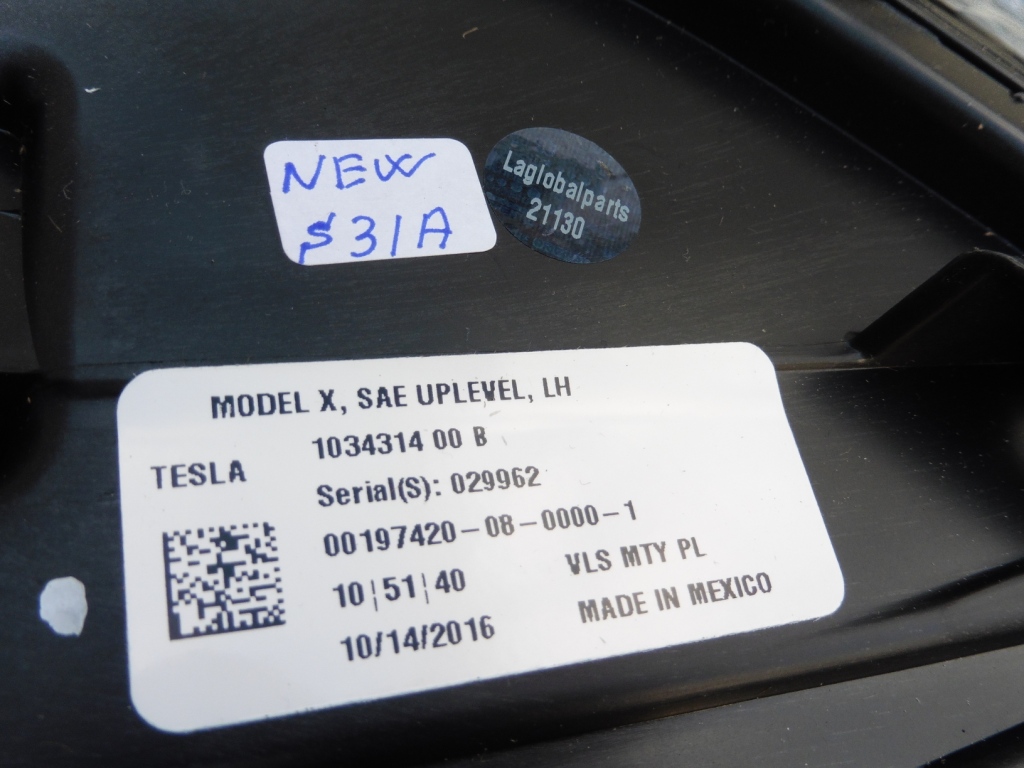 NEW
S31A
Laglobalparts
21130
MODEL X, SAE UPLEVEL, LH
1034314 00 B
TESLA
Serial(S): 029962
00197420-08-0000-1
10|51|40
VLS MTY PL
10/14/2016
MADE IN MEXICO